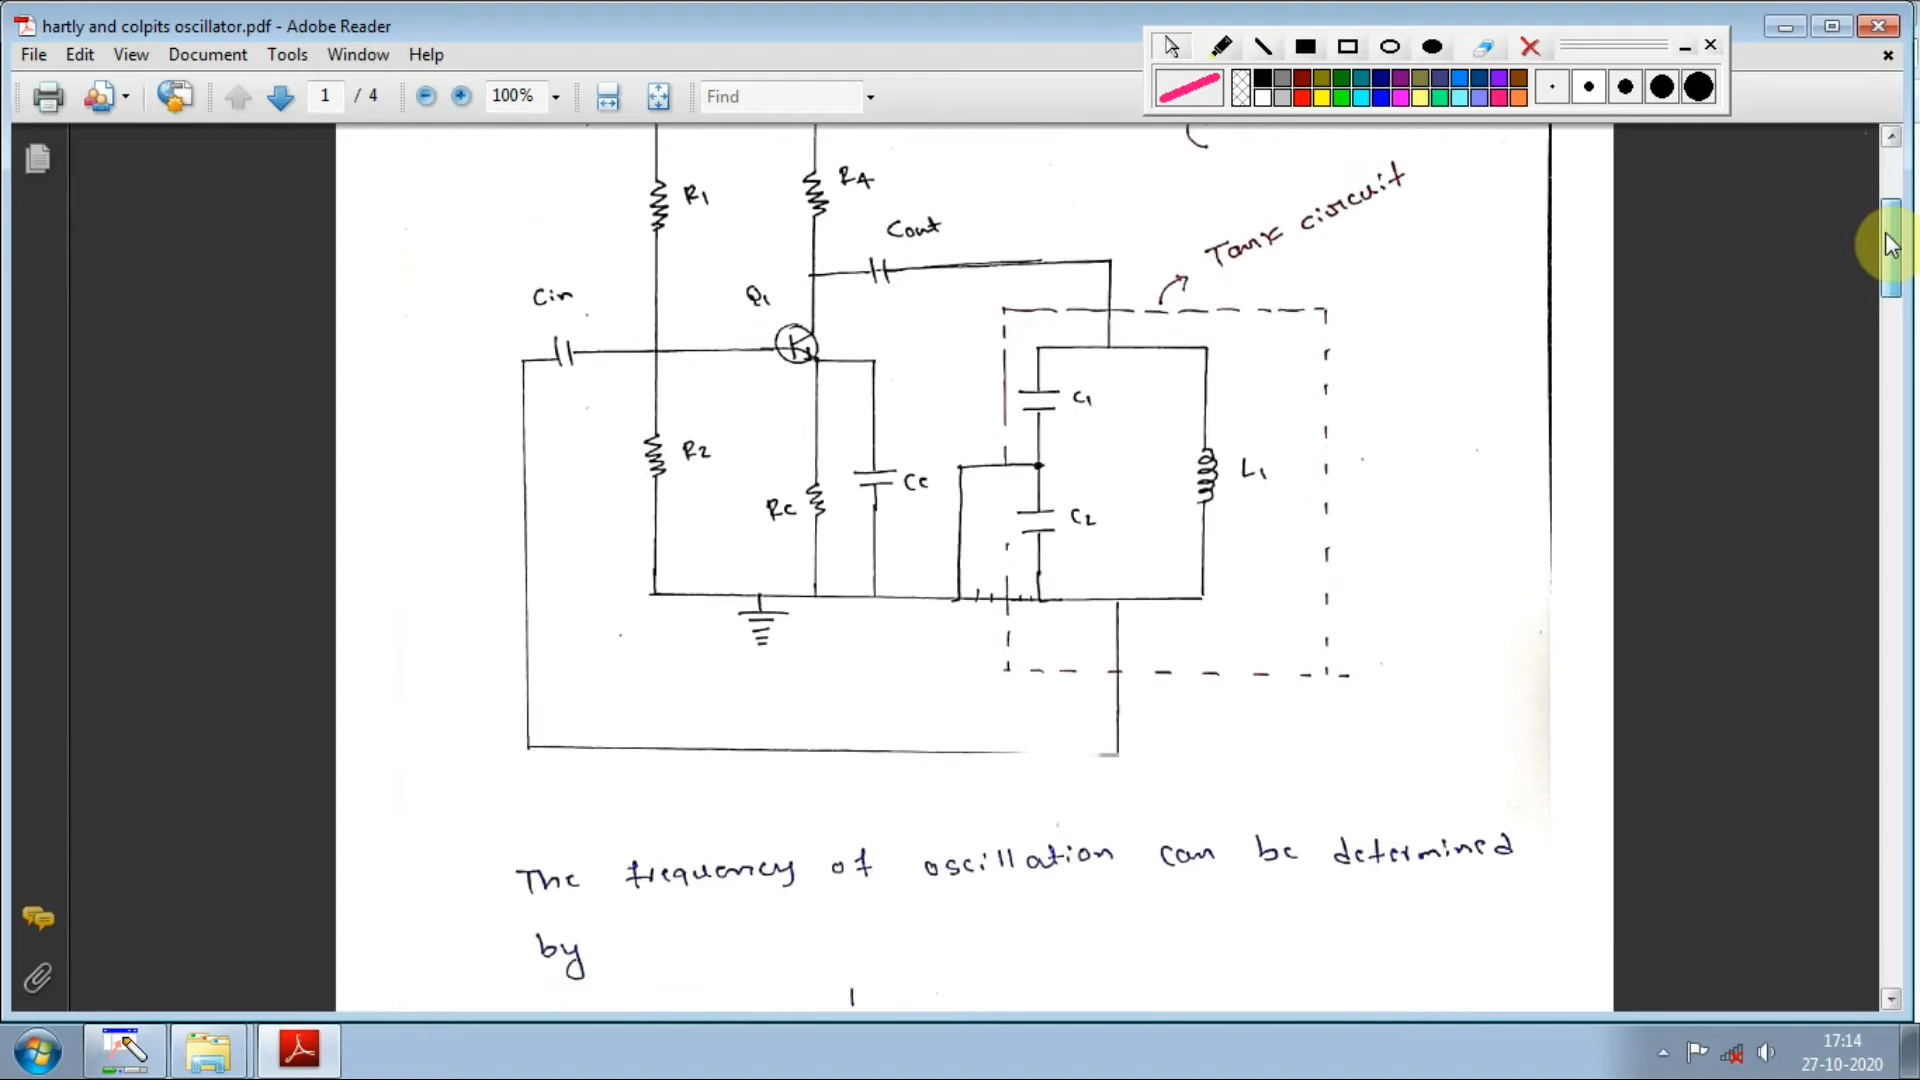 hartly and colpits oscillator.pdf - Adobe Reader
File Edit View Document Tools Window Help
1 / 4 100% Find
R1
R4
Cout
Tank circuit
Cin
Q1
C1
R2
Cc
L1
Rc
C2
The frequency of oscillation can be determined
by
1
17:14
27-10-2020